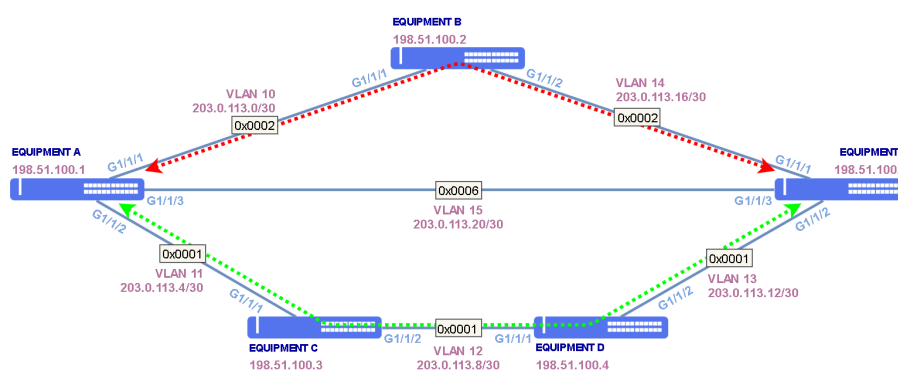 EQUIPMENT B
198.51.100.2
G1/1/1
G1/1/2
VLAN 10
203.0.113.0/30
VLAN 14
203.0.113.16/30
0x0002
0x0002
EQUIPMENT A
198.51.100.1
G1/1/1
EQUIPMENT
198.51.100.
G1/1/1
G1/1/3
0x0006
G1/1/3
VLAN 15
203.0.113.20/30
G1/1/2
G1/1/2
0x0001
0x0001
VLAN 11
203.0.113.4/30
VLAN 13
203.0.113.12/30
G1/1/1
G1/1/2
G1/1/2
0x0001
G1/1/1
EQUIPMENT C
198.51.100.3
VLAN 12
203.0.113.8/30
EQUIPMENT D
198.51.100.4